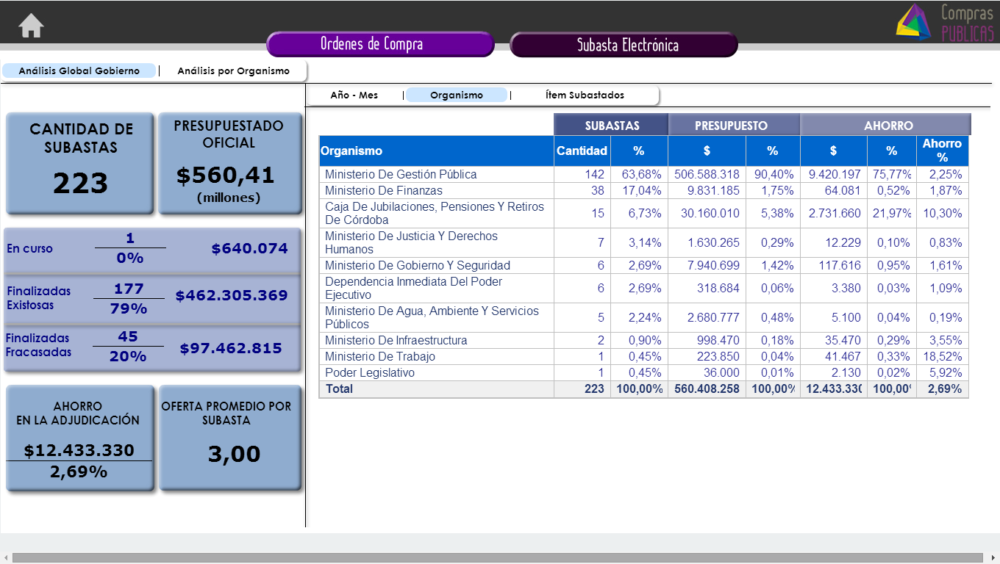 Compras
PUBLICAS
Ordenes de Compra
Subasta Electrónica
Análisis Global Gobierno | Análisis por Organismo
Año - Mes | Organismo | Ítem Subastados
CANTIDAD DE
SUBASTAS
223
PRESUPUESTADO
OFICIAL
$560,41
(millones)
En curso
1
0%
$640.074
Finalizadas
Existosas
177
79%
$462.305.369
Finalizadas
Fracasadas
45
20%
$97.462.815
AHORRO
EN LA ADJUDICACIÓN
$12.433.330
2,69%
OFERTA PROMEDIO POR
SUBASTA
3,00
SUBASTAS PRESUPUESTO AHORRO
Organismo Cantidad % $ % $ % Ahorro
%
Ministerio De Gestión Pública 142 63,68% 506.588.318 90,40% 9.420.197 75,77% 2,25%
Ministerio De Finanzas 38 17,04% 9.831.185 1,75% 64.081 0,52% 1,87%
Caja De Jubilaciones, Pensiones Y Retiros
De Córdoba 15 6,73% 30.160.010 5,38% 2.731.660 21,97% 10,30%
Ministerio De Justicia Y Derechos
Humanos 7 3,14% 1.630.265 0,29% 12.229 0,10% 0,83%
Ministerio De Gobierno Y Seguridad 6 2,69% 7.940.699 1,42% 117.616 0,95% 1,61%
Dependencia Inmediata Del Poder
Ejecutivo 6 2,69% 318.684 0,06% 3.380 0,03% 1,09%
Ministerio De Agua, Ambiente Y Servicios
Públicos 5 2,24% 2.680.777 0,48% 5.100 0,04% 0,19%
Ministerio De Infraestructura 2 0,90% 998.470 0,18% 35.470 0,29% 3,55%
Ministerio De Trabajo 1 0,45% 223.850 0,04% 41.467 0,33% 18,52%
Poder Legislativo 1 0,45% 36.000 0,01% 2.130 0,02% 5,92%
Total 223 100,00% 560.408.258 100,00% 12.433.330 100,00% 2,69%